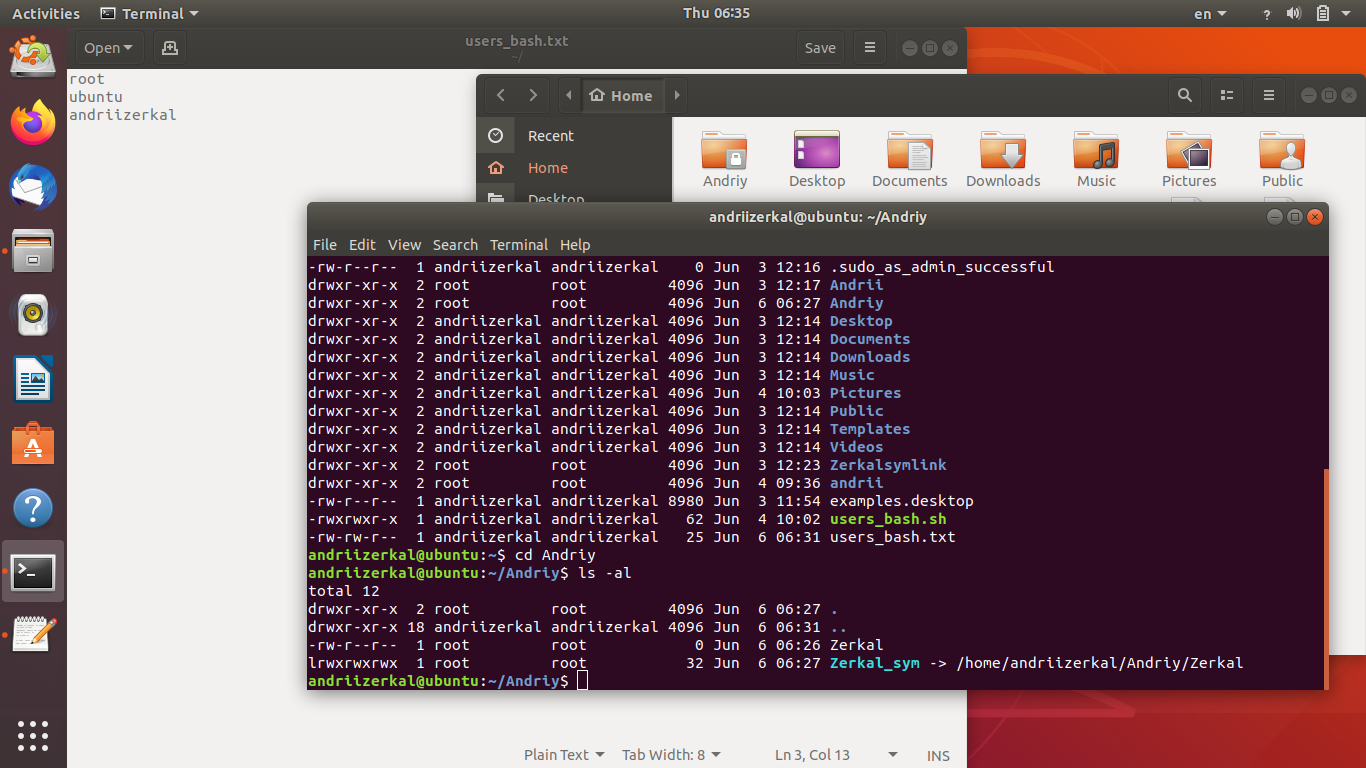 Activities Terminal Thu 06:35 en ?
Open users_bash.txt Save
~/
root
ubuntu
andriizerkal
Home
Recent
Home
Desktop
Andriy Desktop Documents Downloads Music Pictures Public
andriizerkal@ubuntu: ~/Andriy
File Edit View Search Terminal Help
-rw-r--r-- 1 andriizerkal andriizerkal 0 Jun 3 12:16 .sudo_as_admin_successful
drwxr-xr-x 2 root root 4096 Jun 3 12:17 Andrii
drwxr-xr-x 2 root root 4096 Jun 6 06:27 Andriy
drwxr-xr-x 2 andriizerkal andriizerkal 4096 Jun 3 12:14 Desktop
drwxr-xr-x 2 andriizerkal andriizerkal 4096 Jun 3 12:14 Documents
drwxr-xr-x 2 andriizerkal andriizerkal 4096 Jun 3 12:14 Downloads
drwxr-xr-x 2 andriizerkal andriizerkal 4096 Jun 3 12:14 Music
drwxr-xr-x 2 andriizerkal andriizerkal 4096 Jun 4 10:03 Pictures
drwxr-xr-x 2 andriizerkal andriizerkal 4096 Jun 3 12:14 Public
drwxr-xr-x 2 andriizerkal andriizerkal 4096 Jun 3 12:14 Templates
drwxr-xr-x 2 andriizerkal andriizerkal 4096 Jun 3 12:14 Videos
drwxr-xr-x 2 root root 4096 Jun 3 12:23 Zerkalsymlink
drwxr-xr-x 2 root root 4096 Jun 4 09:36 andrii
-rw-r--r-- 1 andriizerkal andriizerkal 8980 Jun 3 11:54 examples.desktop
-rwxrwxr-x 1 andriizerkal andriizerkal 62 Jun 4 10:02 users_bash.sh
-rw-rw-r-- 1 andriizerkal andriizerkal 25 Jun 6 06:31 users_bash.txt
andriizerkal@ubuntu:~$ cd Andriy
andriizerkal@ubuntu:~/Andriy$ ls -al
total 12
drwxr-xr-x 2 root root 4096 Jun 6 06:27 .
drwxr-xr-x 18 andriizerkal andriizerkal 4096 Jun 6 06:31 ..
-rw-r--r-- 1 root root 0 Jun 6 06:26 Zerkal
lrwxrwxrwx 1 root root 32 Jun 6 06:27 Zerkal_sym -> /home/andriizerkal/Andriy/Zerkal
andriizerkal@ubuntu:~/Andriy$
Plain Text Tab Width: 8 Ln 3, Col 13 INS